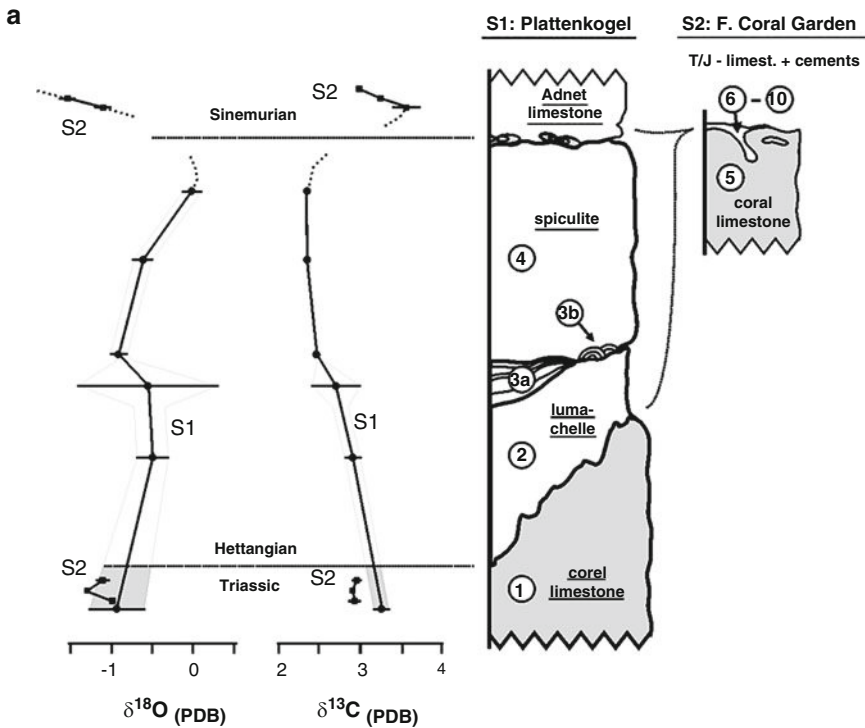 a
S1: Plattenkogel
S2: F. Coral Garden
T/J - limest. + cements
S2
S2
Sinemurian
Adnet
limestone
6 - 10
5
coral
limestone
spiculite
4
3b
3a
S1
S1
luma-
chelle
2
Hettangian
S2
S2
Triassic
1
corel
limestone
-1 0
2 3 4
δ18O (PDB)
δ13C (PDB)